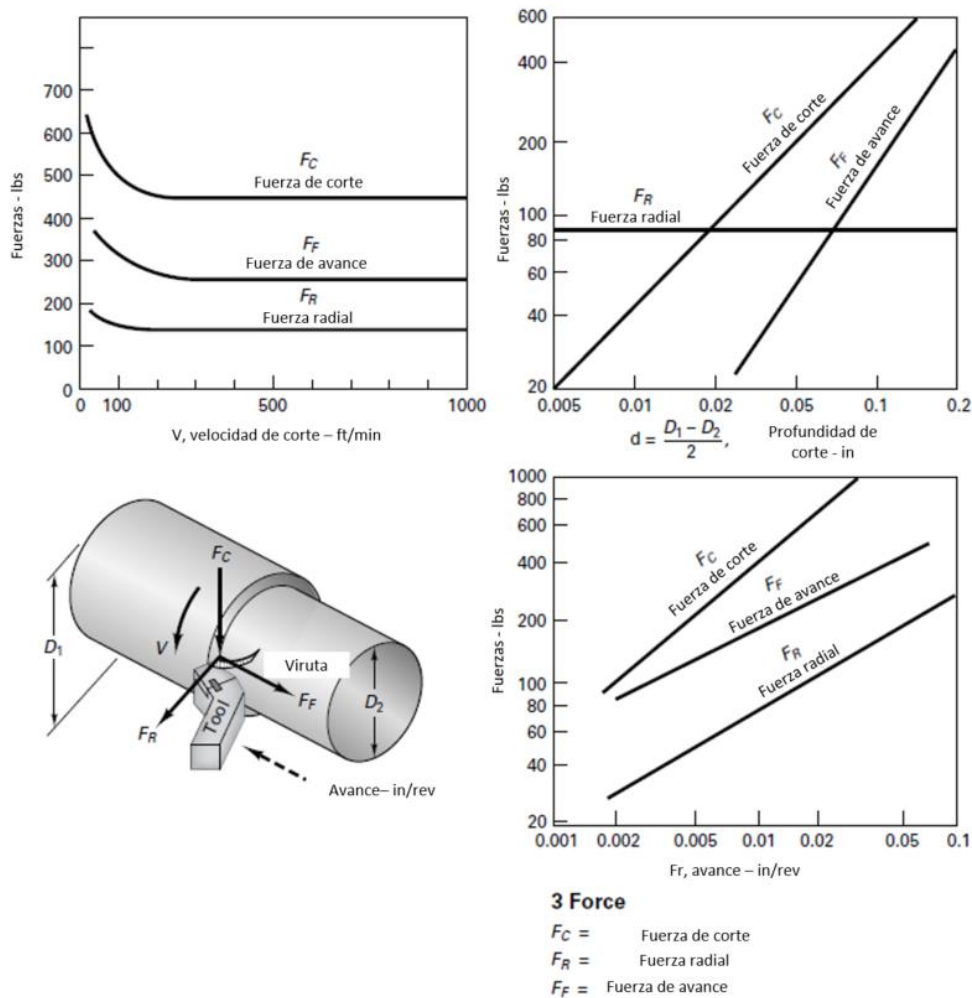 700
600
500
400
300
200
100
0
Fuerzas - lbs
F_C
Fuerza de corte
F_F
Fuerza de avance
F_R
Fuerza radial
0 100 500 1000
V, velocidad de corte – ft/min
600
400
200
100
80
60
40
20
Fuerzas - lbs
F_C
Fuerza de corte
F_F
Fuerza de avance
F_R
Fuerza radial
0.005 0.01 0.02 0.05 0.1 0.2
d = (D_1 – D_2) / 2,
Profundidad de
corte - in
F_C
D_1
V
Viruta
F_F
D_2
F_R
Tool
Avance– in/rev
1000
800
600
400
200
100
80
60
40
20
Fuerzas - lbs
F_C
Fuerza de corte
F_F
Fuerza de avance
F_R
Fuerza radial
0.001 0.002 0.005 0.01 0.02 0.05 0.1
Fr, avance – in/rev
3 Force
F_C = Fuerza de corte
F_R = Fuerza radial
F_F = Fuerza de avance